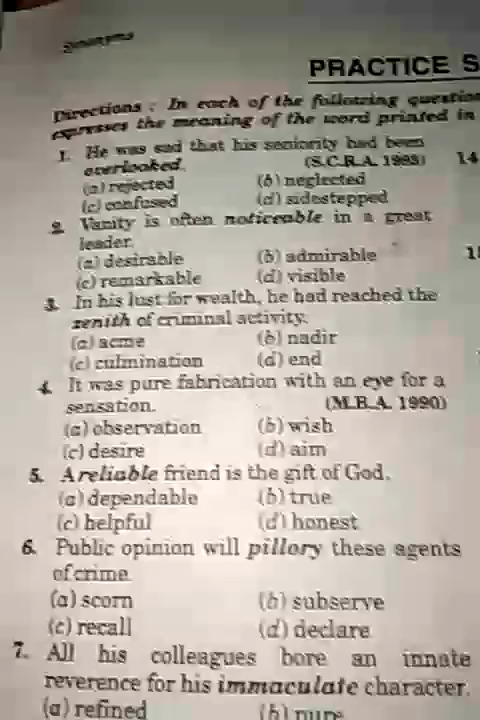 Synonyms
PRACTICE S
Directions : In each of the following question
expresses the meaning of the word printed in
1. He was sad that his seniority had been
overlooked. (S.C.R.A. 1993) 14
(a) rejected (b) neglected
(c) confused (d) sidestepped
2. Vanity is often noticeable in a great
leader.
(a) desirable (b) admirable
(c) remarkable (d) visible
3. In his lust for wealth, he had reached the
zenith of criminal activity.
(a) acme (b) nadir
(c) culmination (d) end
4. It was pure fabrication with an eye for a
sensation. (M.B.A. 1990)
(a) observation (b) wish
(c) desire (d) aim
5. A reliable friend is the gift of God.
(a) dependable (b) true
(c) helpful (d) honest
6. Public opinion will pillory these agents
of crime.
(a) scorn (b) subserve
(c) recall (d) declare
7. All his colleagues bore an innate
reverence for his immaculate character.
(a) refined (b) pure